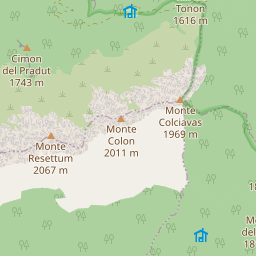 Tonon
1616 m
Cimon
del Pradut
1743 m
Monte
Colciavas
1969 m
Monte
Colon
2011 m
Monte
Resettum
2067 m